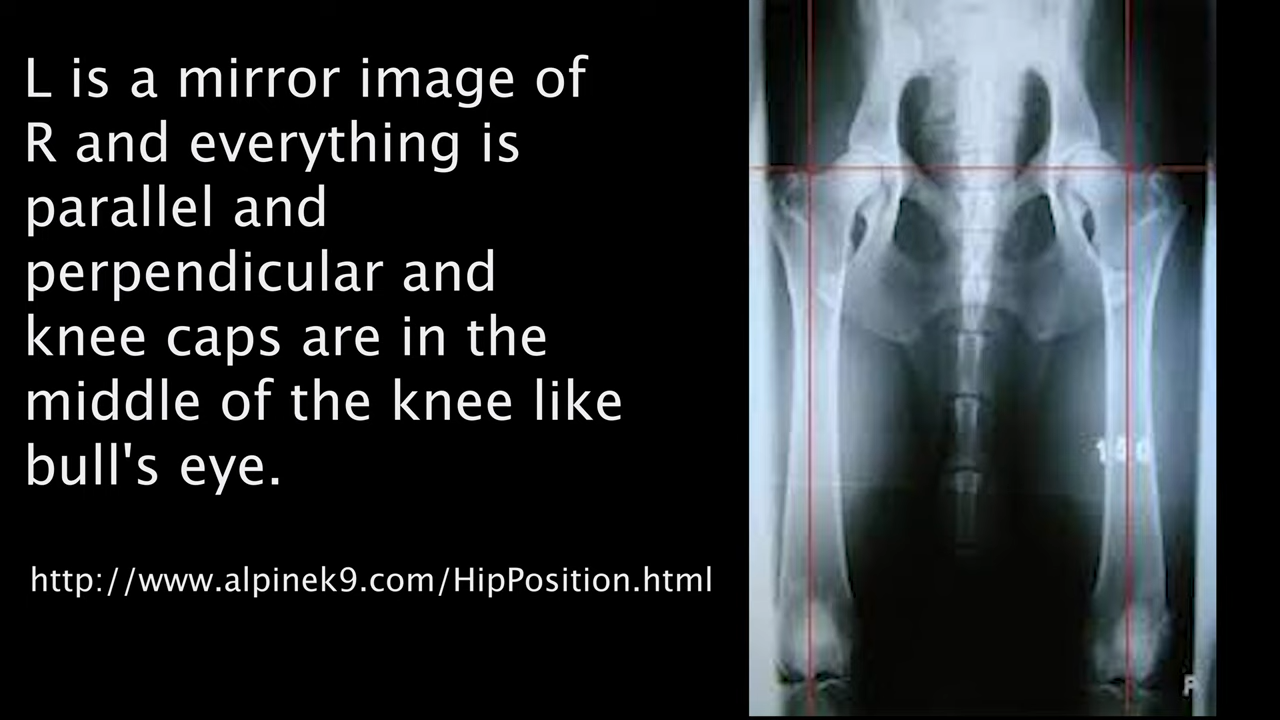 L is a mirror image of
R and everything is
parallel and
perpendicular and
knee caps are in the
middle of the knee like
bull's eye.
http://www.alpinek9.com/HipPosition.html
R